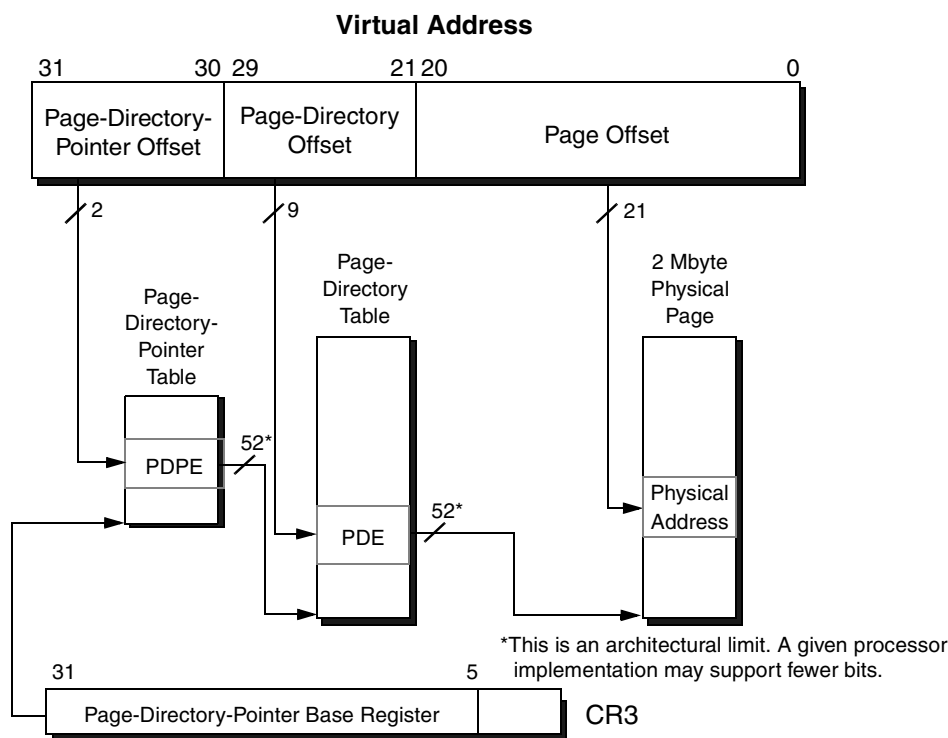 Virtual Address
31 30 29 21 20 0
Page-Directory-
Pointer Offset
Page-Directory
Offset
Page Offset
2
9
21
Page-
Directory-
Pointer
Table
Page-
Directory
Table
2 Mbyte
Physical
Page
PDPE
52*
PDE
52*
Physical
Address
*This is an architectural limit. A given processor
implementation may support fewer bits.
31 5
Page-Directory-Pointer Base Register
CR3